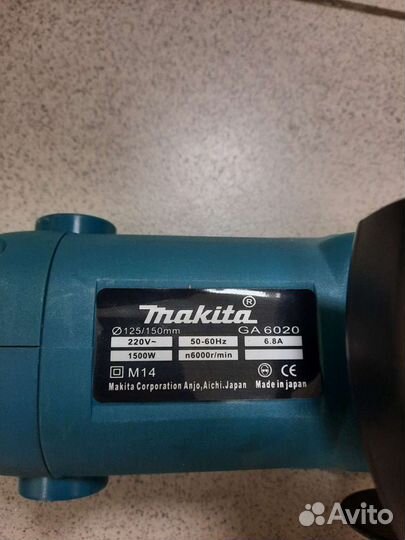 Makita®
Ø125/150mm GA 6020
220V~ 50-60Hz 6.8A
1500W n6000r/min
M14
Makita Corporation Anjo,Aichi.Japan CE Made in japan
Avito